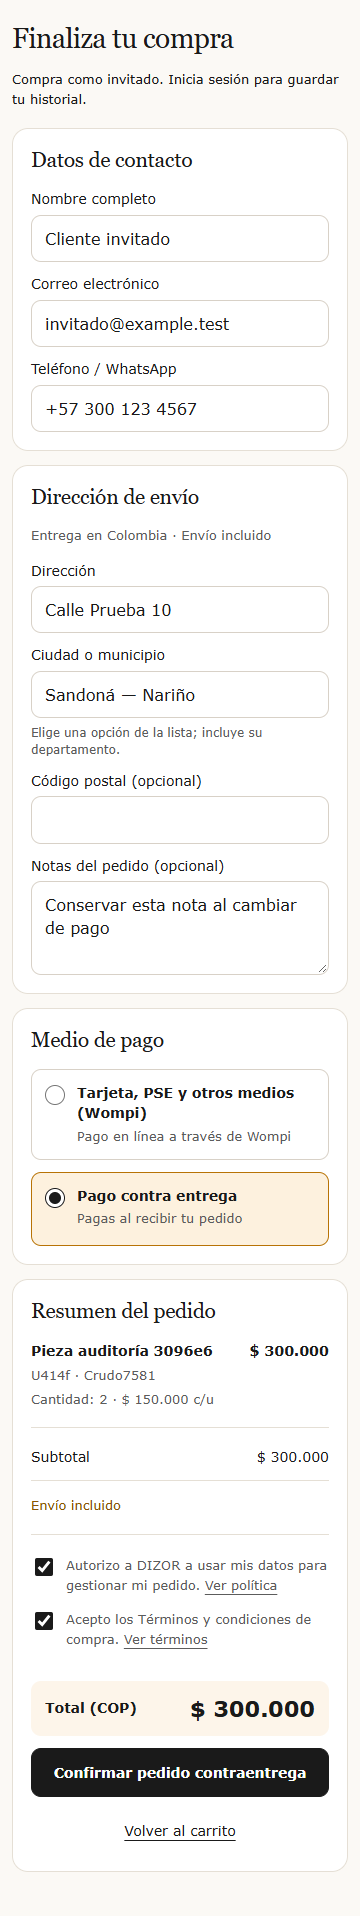 Finaliza tu compra
Compra como invitado. Inicia sesión para guardar
tu historial.
Datos de contacto
Nombre completo
Cliente invitado
Correo electrónico
invitado@example.test
Teléfono / WhatsApp
+57 300 123 4567
Dirección de envío
Entrega en Colombia · Envío incluido
Dirección
Calle Prueba 10
Ciudad o municipio
Sandoná — Nariño
Elige una opción de la lista; incluye su
departamento.
Código postal (opcional)
Notas del pedido (opcional)
Conservar esta nota al cambiar
de pago
Medio de pago
Tarjeta, PSE y otros medios
(Wompi)
Pago en línea a través de Wompi
Pago contra entrega
Pagas al recibir tu pedido
Resumen del pedido
Pieza auditoría 3096e6 $ 300.000
U414f · Crudo7581
Cantidad: 2 · $ 150.000 c/u
Subtotal $ 300.000
Envío incluido
Autorizo a DIZOR a usar mis datos para
gestionar mi pedido. Ver política
Acepto los Términos y condiciones de
compra. Ver términos
Total (COP) $ 300.000
Confirmar pedido contraentrega
Volver al carrito